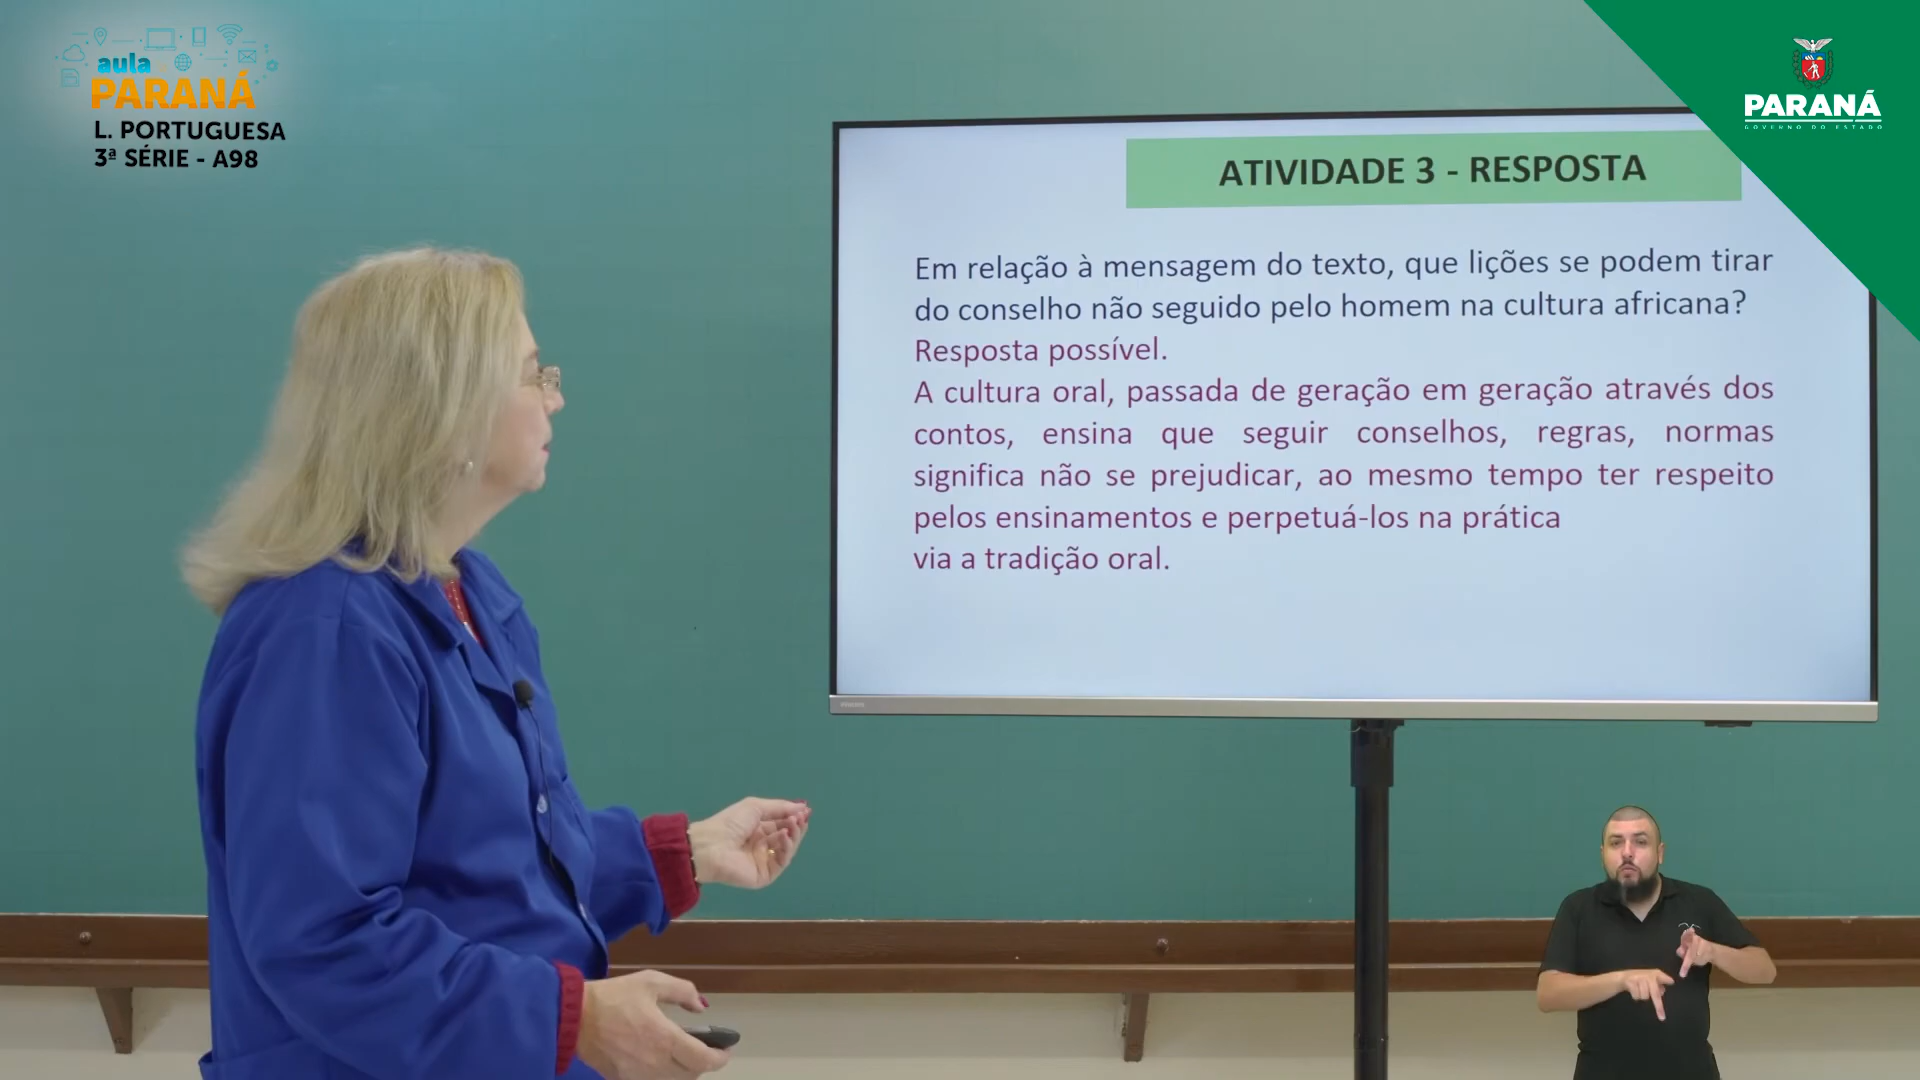 aula
PARANÁ
L. PORTUGUESA
3ª SÉRIE - A98
PARANÁ
GOVERNO DO ESTADO
ATIVIDADE 3 - RESPOSTA
Em relação à mensagem do texto, que lições se podem tirar
do conselho não seguido pelo homem na cultura africana?
Resposta possível.
A cultura oral, passada de geração em geração através dos
contos, ensina que seguir conselhos, regras, normas
significa não se prejudicar, ao mesmo tempo ter respeito
pelos ensinamentos e perpetuá-los na prática
via a tradição oral.